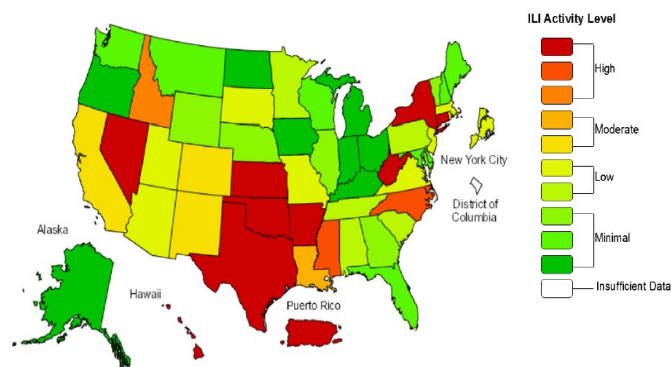 ILI Activity Level
High
Moderate
Low
Minimal
Insufficient Data
New York City
District of
Columbia
Alaska
Hawaii
Puerto Rico